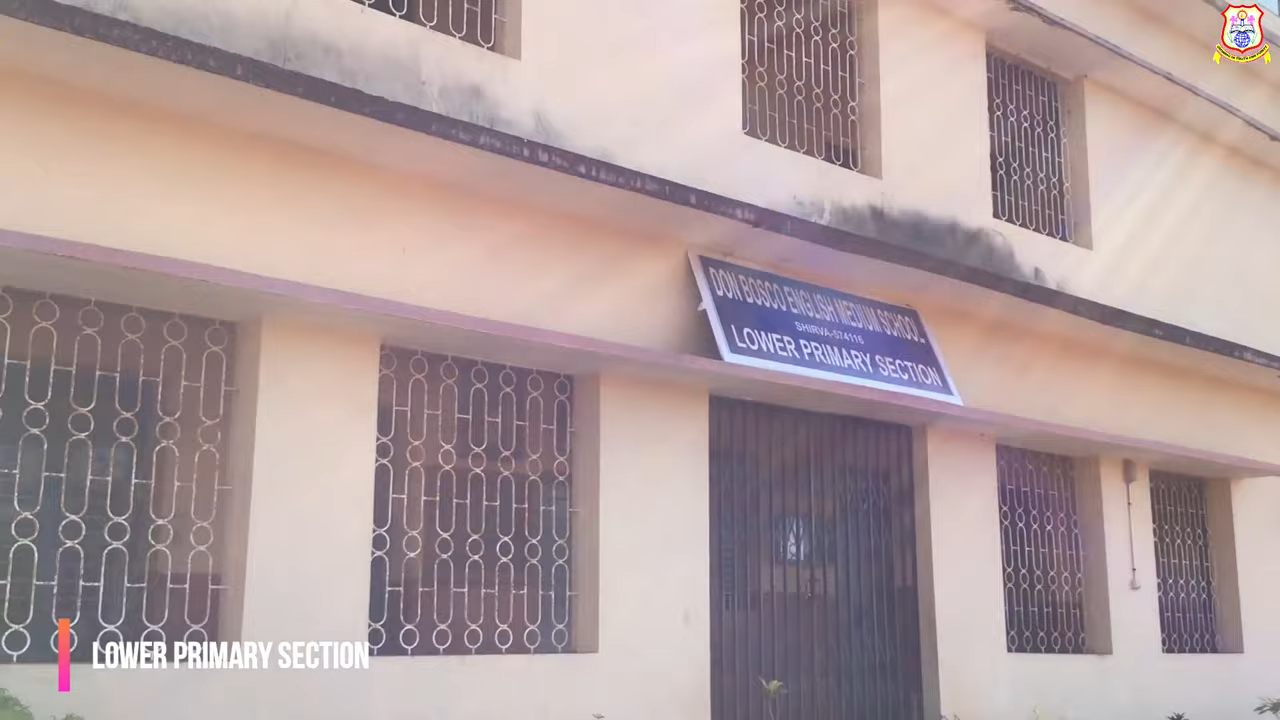 DON BOSCO ENGLISH MEDIUM SCHOOL
SHIRVA-574116
LOWER PRIMARY SECTION
LOWER PRIMARY SECTION